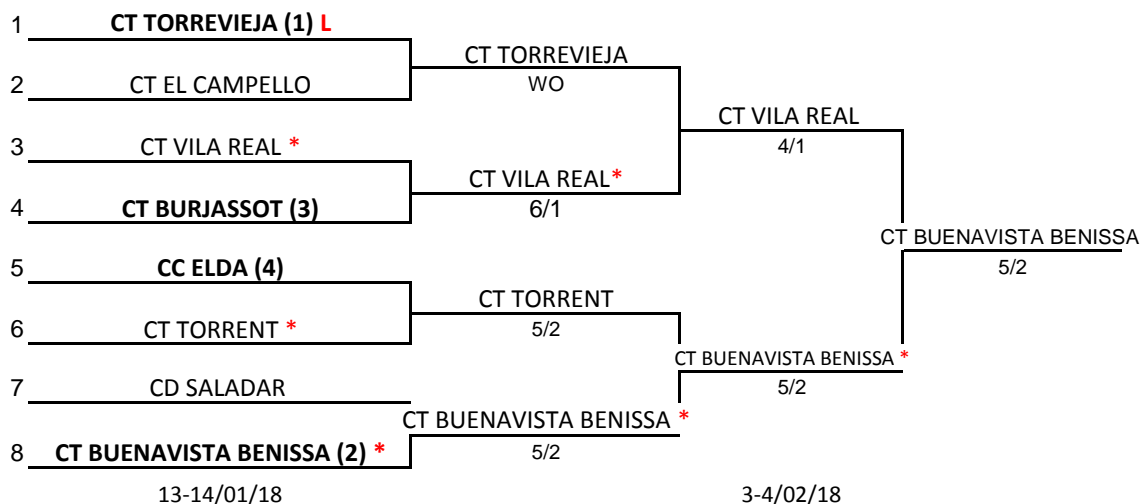 1 CT TORREVIEJA (1) L
CT TORREVIEJA
2 CT EL CAMPELLO
WO
CT VILA REAL
3 CT VILA REAL *
4/1
CT VILA REAL*
4 CT BURJASSOT (3)
6/1
CT BUENAVISTA BENISSA
5 CC ELDA (4)
5/2
CT TORRENT
6 CT TORRENT *
5/2
CT BUENAVISTA BENISSA *
7 CD SALADAR
5/2
CT BUENAVISTA BENISSA *
8 CT BUENAVISTA BENISSA (2) *
5/2
13-14/01/18
3-4/02/18